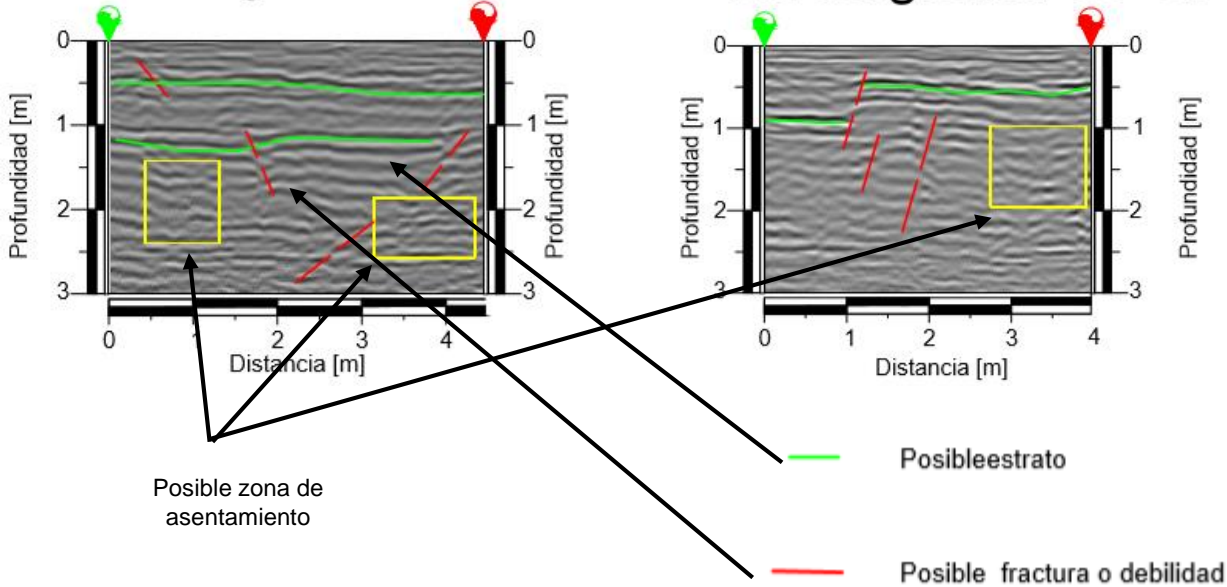 0
0
0
0
1
1
1
1
2
2
2
2
3
3
3
3
Profundidad [m]
Profundidad [m]
Profundidad [m]
Profundidad [m]
0 2 4
0 1 2 3 4
Distancia [m]
Distancia [m]
Posibleestrato
Posible zona de
asentamiento
Posible fractura o debilidad